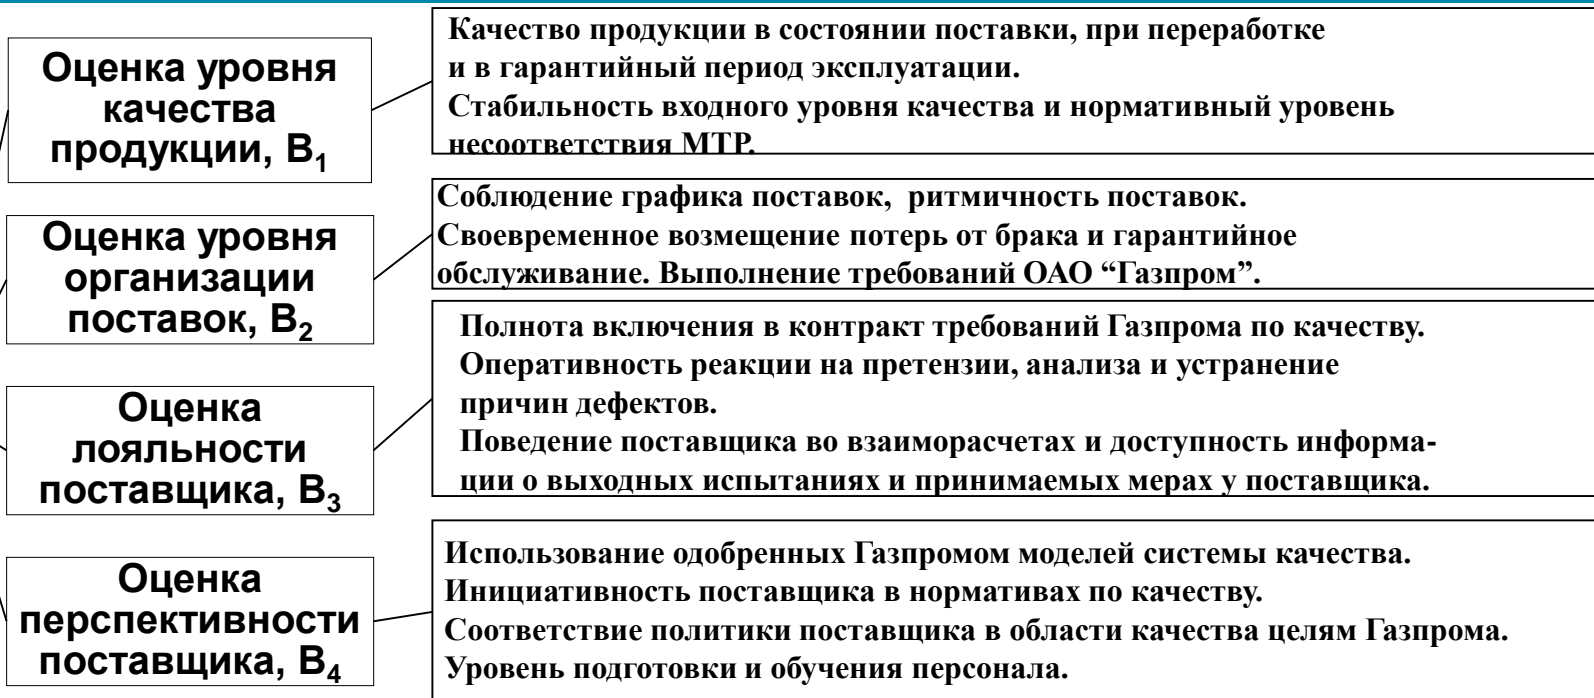 Оценка уровня
качества
продукции, В₁
Качество продукции в состоянии поставки, при переработке
и в гарантийный период эксплуатации.
Стабильность входного уровня качества и нормативный уровень
несоответствия МТР.
Оценка уровня
организации
поставок, В₂
Соблюдение графика поставок, ритмичность поставок.
Своевременное возмещение потерь от брака и гарантийное
обслуживание. Выполнение требований ОАО “Газпром”.
Оценка
лояльности
поставщика, В₃
Полнота включения в контракт требований Газпрома по качеству.
Оперативность реакции на претензии, анализа и устранение
причин дефектов.
Поведение поставщика во взаиморасчетах и доступность информа-
ции о выходных испытаниях и принимаемых мерах у поставщика.
Оценка
перспективности
поставщика, В₄
Использование одобренных Газпромом моделей системы качества.
Инициативность поставщика в нормативах по качеству.
Соответствие политики поставщика в области качества целям Газпрома.
Уровень подготовки и обучения персонала.